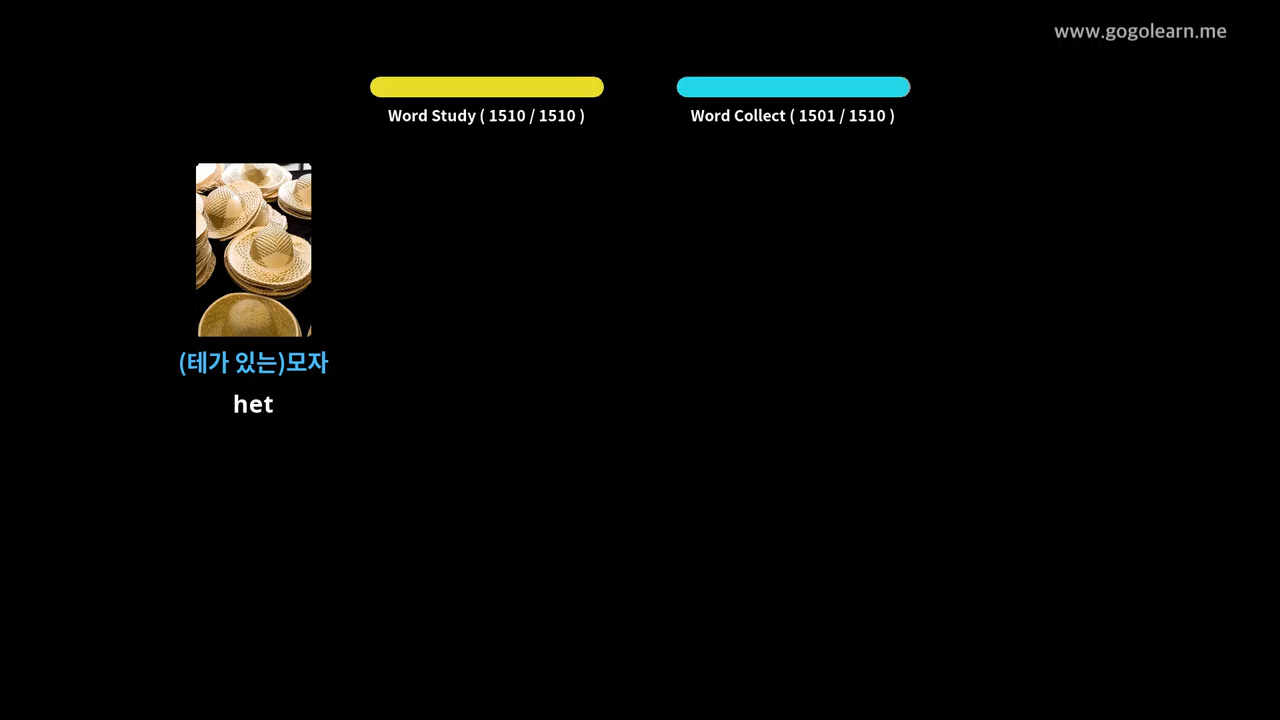 www.gogolearn.me
Word Study ( 1510 / 1510 )
Word Collect ( 1501 / 1510 )
(테가 있는)모자
het